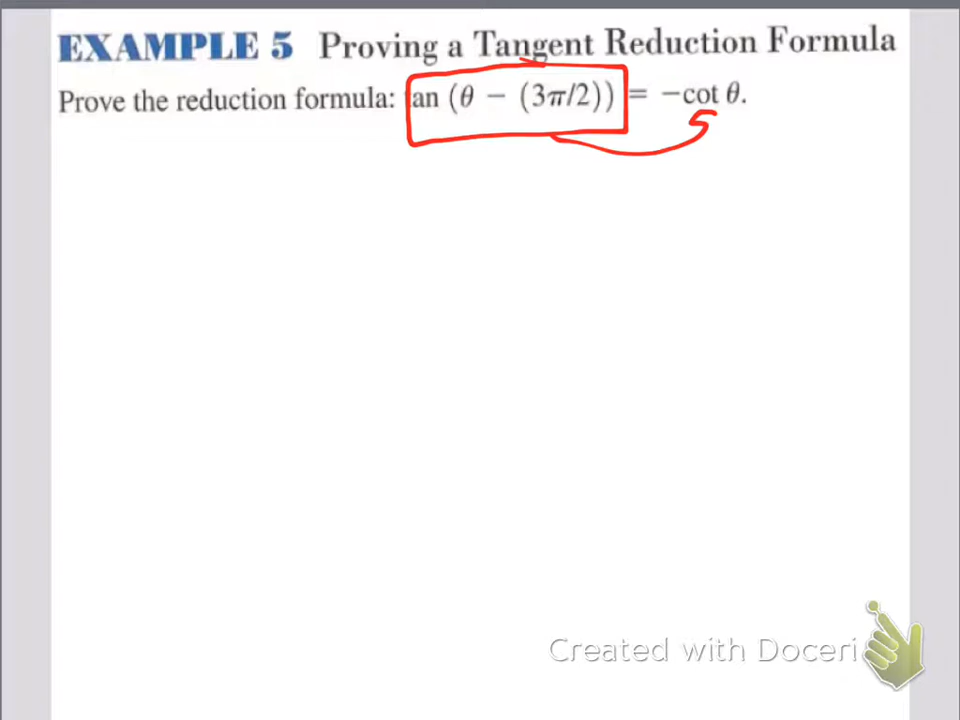 EXAMPLE 5 Proving a Tangent Reduction Formula
Prove the reduction formula: tan (θ − (3π/2)) = −cot θ.
Created with Doceri